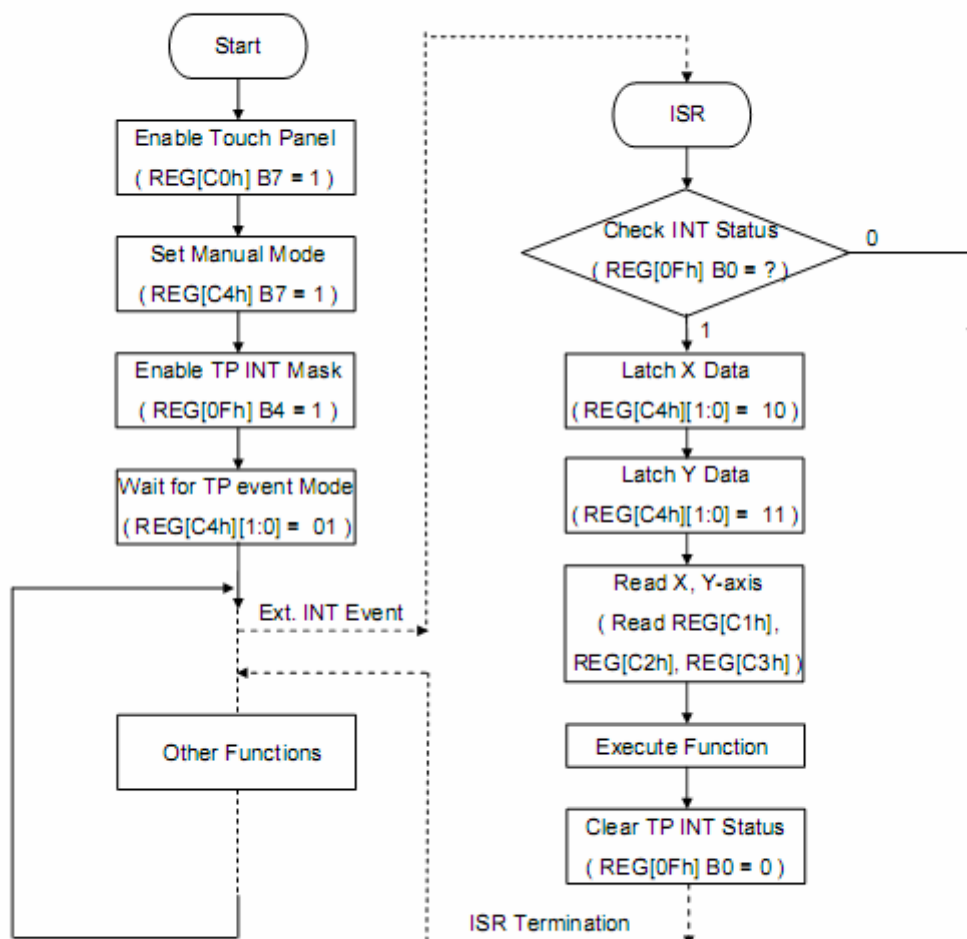 Start
Enable Touch Panel
( REG[C0h] B7 = 1 )
Set Manual Mode
(REG[C4h] B7 = 1 )
Enable TP INT Mask
( REG[0Fh] B4 = 1 )
Wait for TP event Mode
( REG[C4h][1:0] = 01 )
Ext. INT Event
Other Functions
ISR
Check INT Status
( REG[0Fh] B0 = ? )
0
1
Latch X Data
( REG[C4h][1:0] = 10 )
Latch Y Data
( REG[C4h][1:0] = 11 )
Read X, Y-axis
( Read REG[C1h],
REG[C2h], REG[C3h] )
Execute Function
Clear TP INT Status
( REG[0Fh] B0 = 0 )
ISR Termination